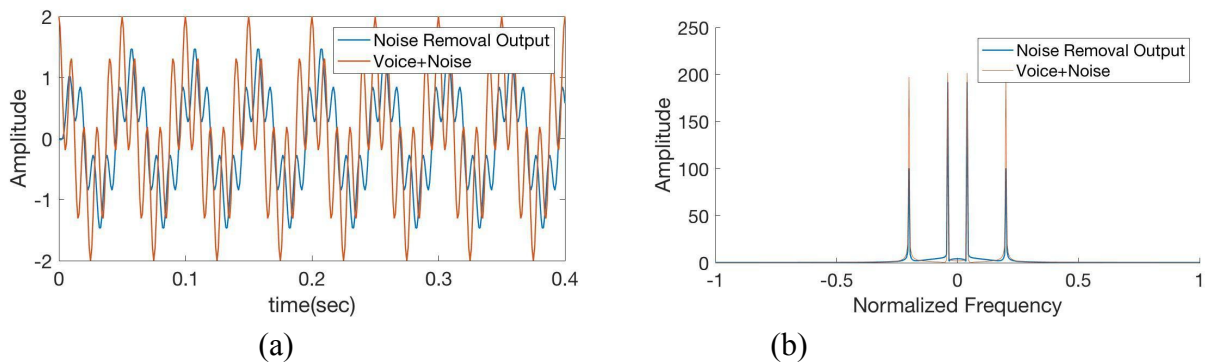 2
1
0
-1
-2
Amplitude
0
0.1
0.2
0.3
0.4
time(sec)
Noise Removal Output
Voice+Noise
(a)
250
200
150
100
50
0
Amplitude
-1
-0.5
0
0.5
1
Normalized Frequency
Noise Removal Output
Voice+Noise
(b)